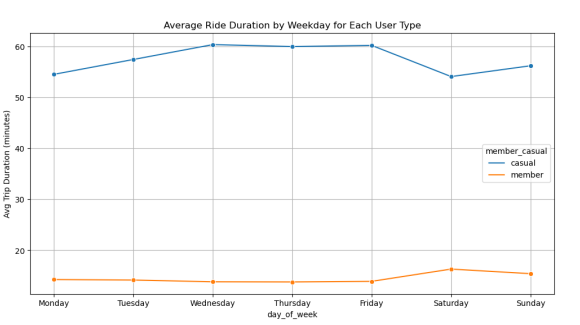 Average Ride Duration by Weekday for Each User Type
Avg Trip Duration (minutes)
60
50
40
30
20
member_casual
casual
member
Monday Tuesday Wednesday Thursday Friday Saturday Sunday
day_of_week